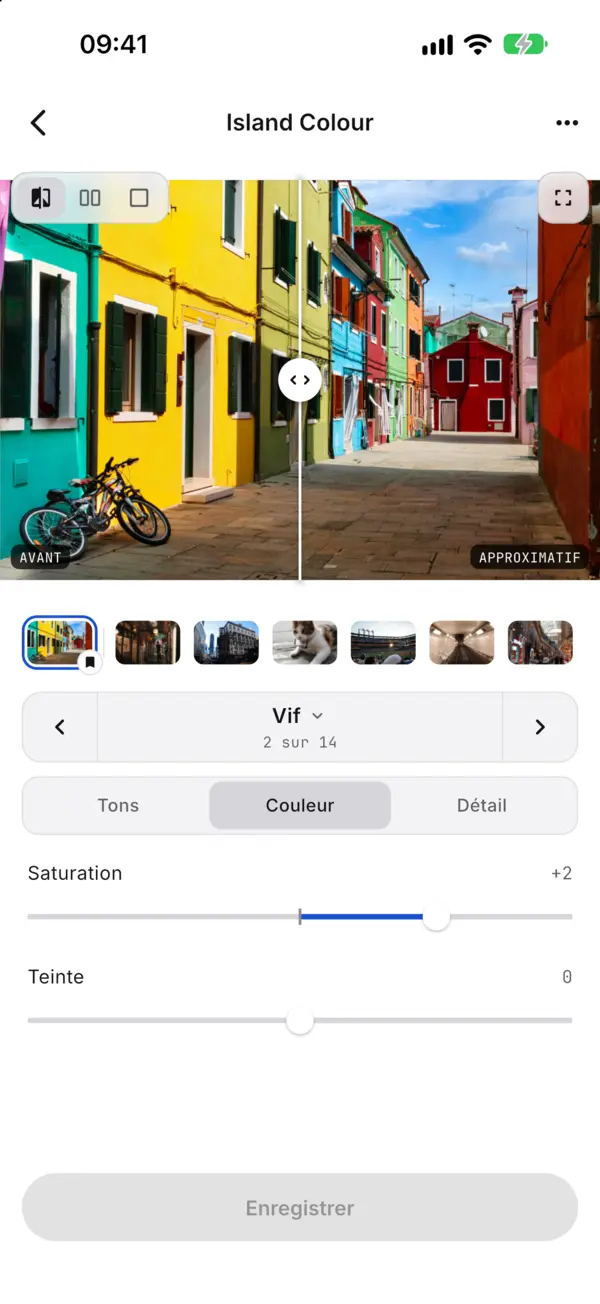 09:41
Island Colour
AVANT
APPROXIMATIF
Vif
2 sur 14
Tons
Couleur
Détail
Saturation
+2
Teinte
0
Enregistrer